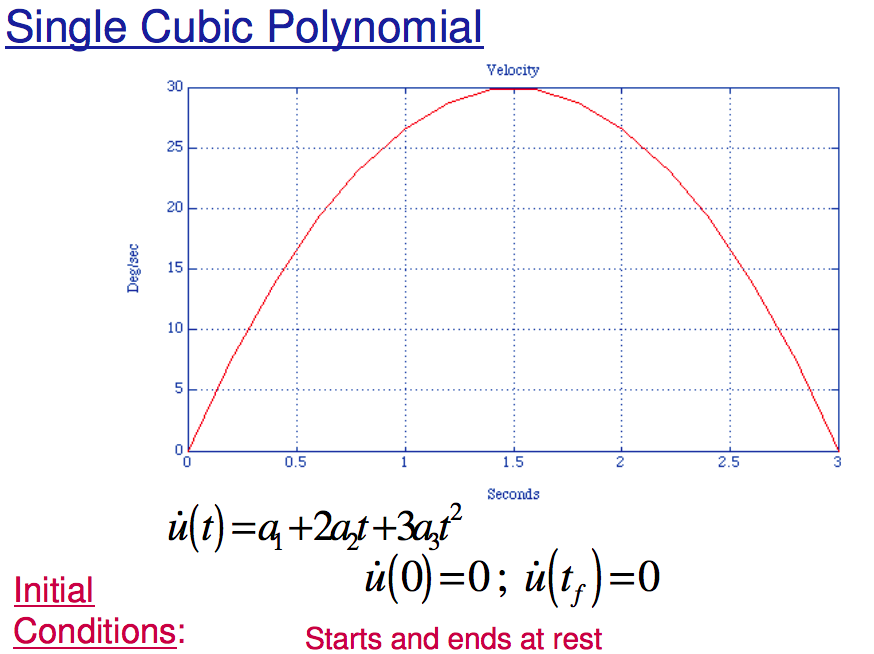 Single Cubic Polynomial
Velocity
30
25
20
15
10
5
0
Deg/sec
0 0.5 1 1.5 2 2.5 3
Seconds
u̇(t)=a₁+2a₂t+3a₃t²
u̇(0)=0; u̇(t_f)=0
Initial
Conditions:
Starts and ends at rest